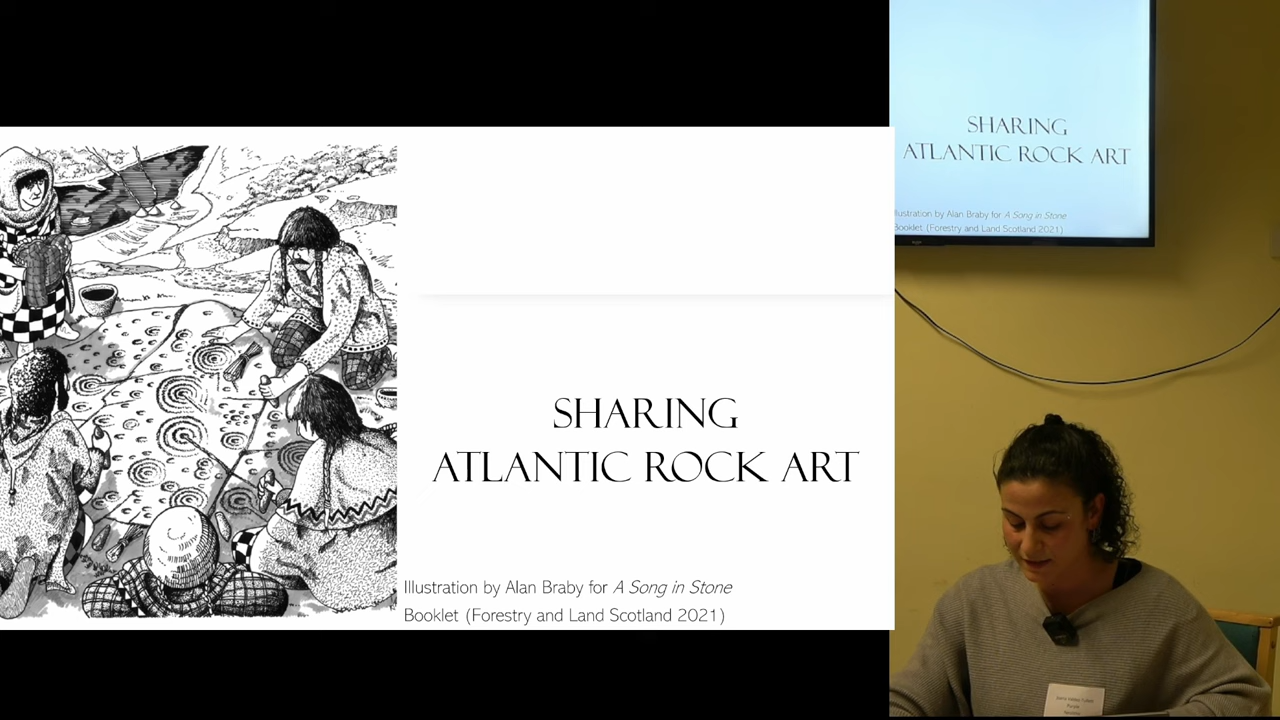 SHARING
ATLANTIC ROCK ART
Illustration by Alan Braby for A Song in Stone
Booklet (Forestry and Land Scotland 2021)
SHARING
ATLANTIC ROCK ART
lustration by Alan Braby for A Song in Stone
Booklet (Forestry and Land Scotland 2021)